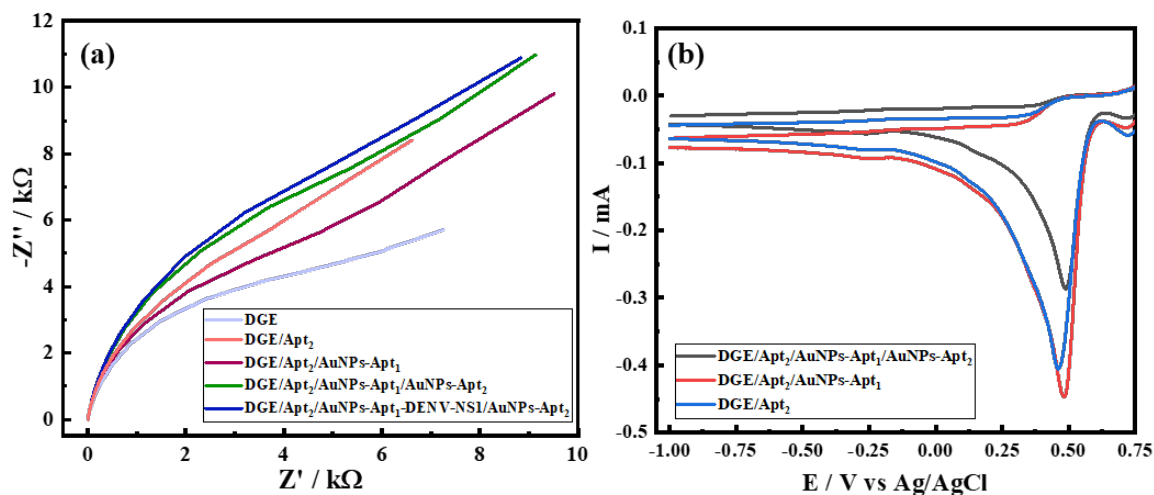 (a)
12
10
8
6
4
2
0
-Z'' / kΩ
0 2 4 6 8 10
Z' / kΩ
DGE
DGE/Apt₂
DGE/Apt₂/AuNPs-Apt₁
DGE/Apt₂/AuNPs-Apt₁/AuNPs-Apt₂
DGE/Apt₂/AuNPs-Apt₁-DENV-NS1/AuNPs-Apt₂
(b)
0.1
0.0
-0.1
-0.2
-0.3
-0.4
-0.5
I / mA
-1.00 -0.75 -0.50 -0.25 0.00 0.25 0.50 0.75
E / V vs Ag/AgCl
DGE/Apt₂/AuNPs-Apt₁/AuNPs-Apt₂
DGE/Apt₂/AuNPs-Apt₁
DGE/Apt₂